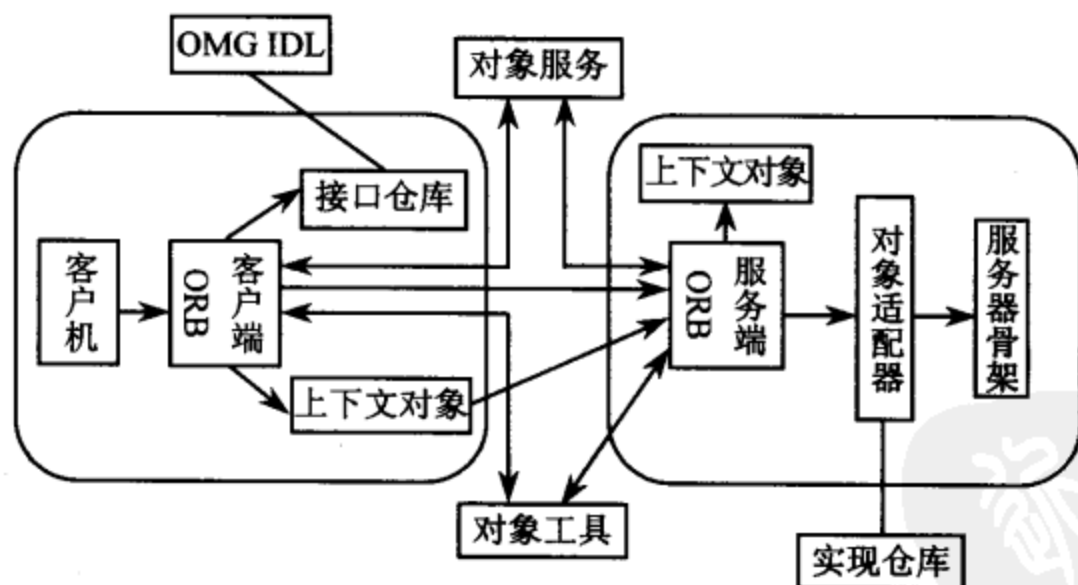 OMG IDL
对象服务
接口仓库
上下文对象
客户机
客户端
ORB
服务端
ORB
对象适配器
服务器骨架
上下文对象
对象工具
实现仓库